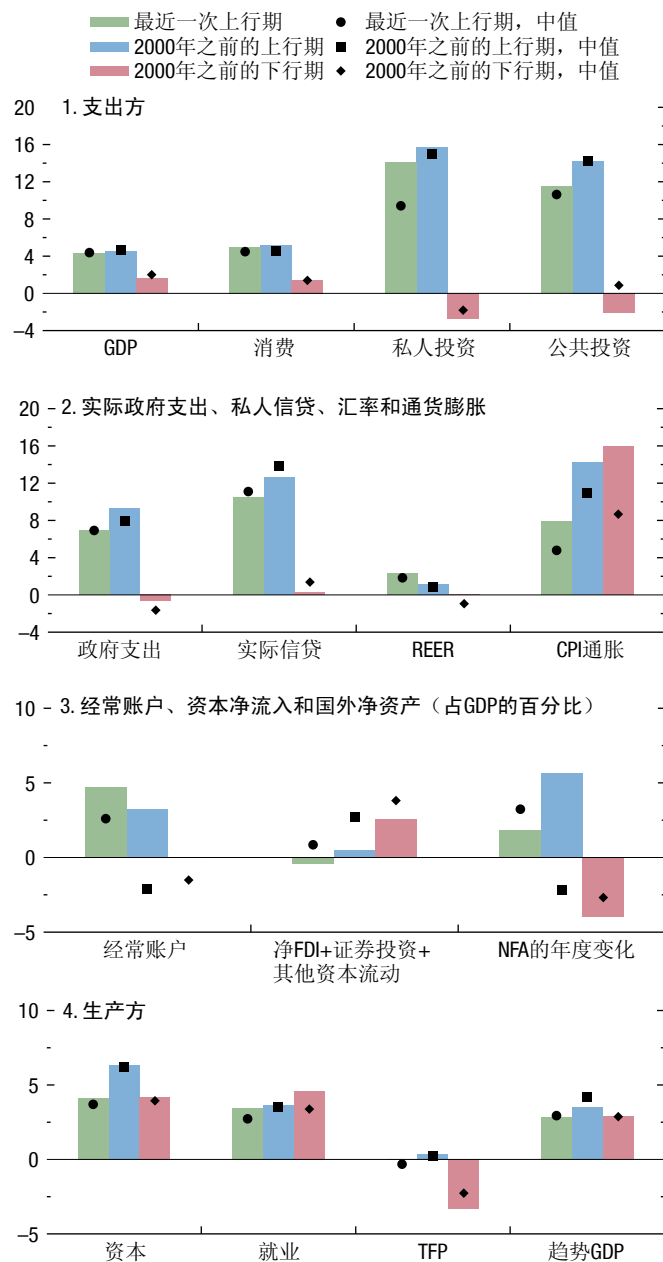 最近一次上行期 最近一次上行期，中值
2000年之前的上行期 2000年之前的上行期，中值
2000年之前的下行期 2000年之前的下行期，中值
20
1. 支出方
16
12
8
4
0
–4
GDP 消费 私人投资 公共投资
20
2. 实际政府支出、私人信贷、汇率和通货膨胀
16
12
8
4
0
–4
政府支出 实际信贷 REER CPI通胀
10
3. 经常账户、资本净流入和国外净资产（占GDP的百分比）
5
0
–5
经常账户 净FDI+证券投资+ NFA的年度变化
其他资本流动
10
4. 生产方
5
0
–5
资本 就业 TFP 趋势GDP